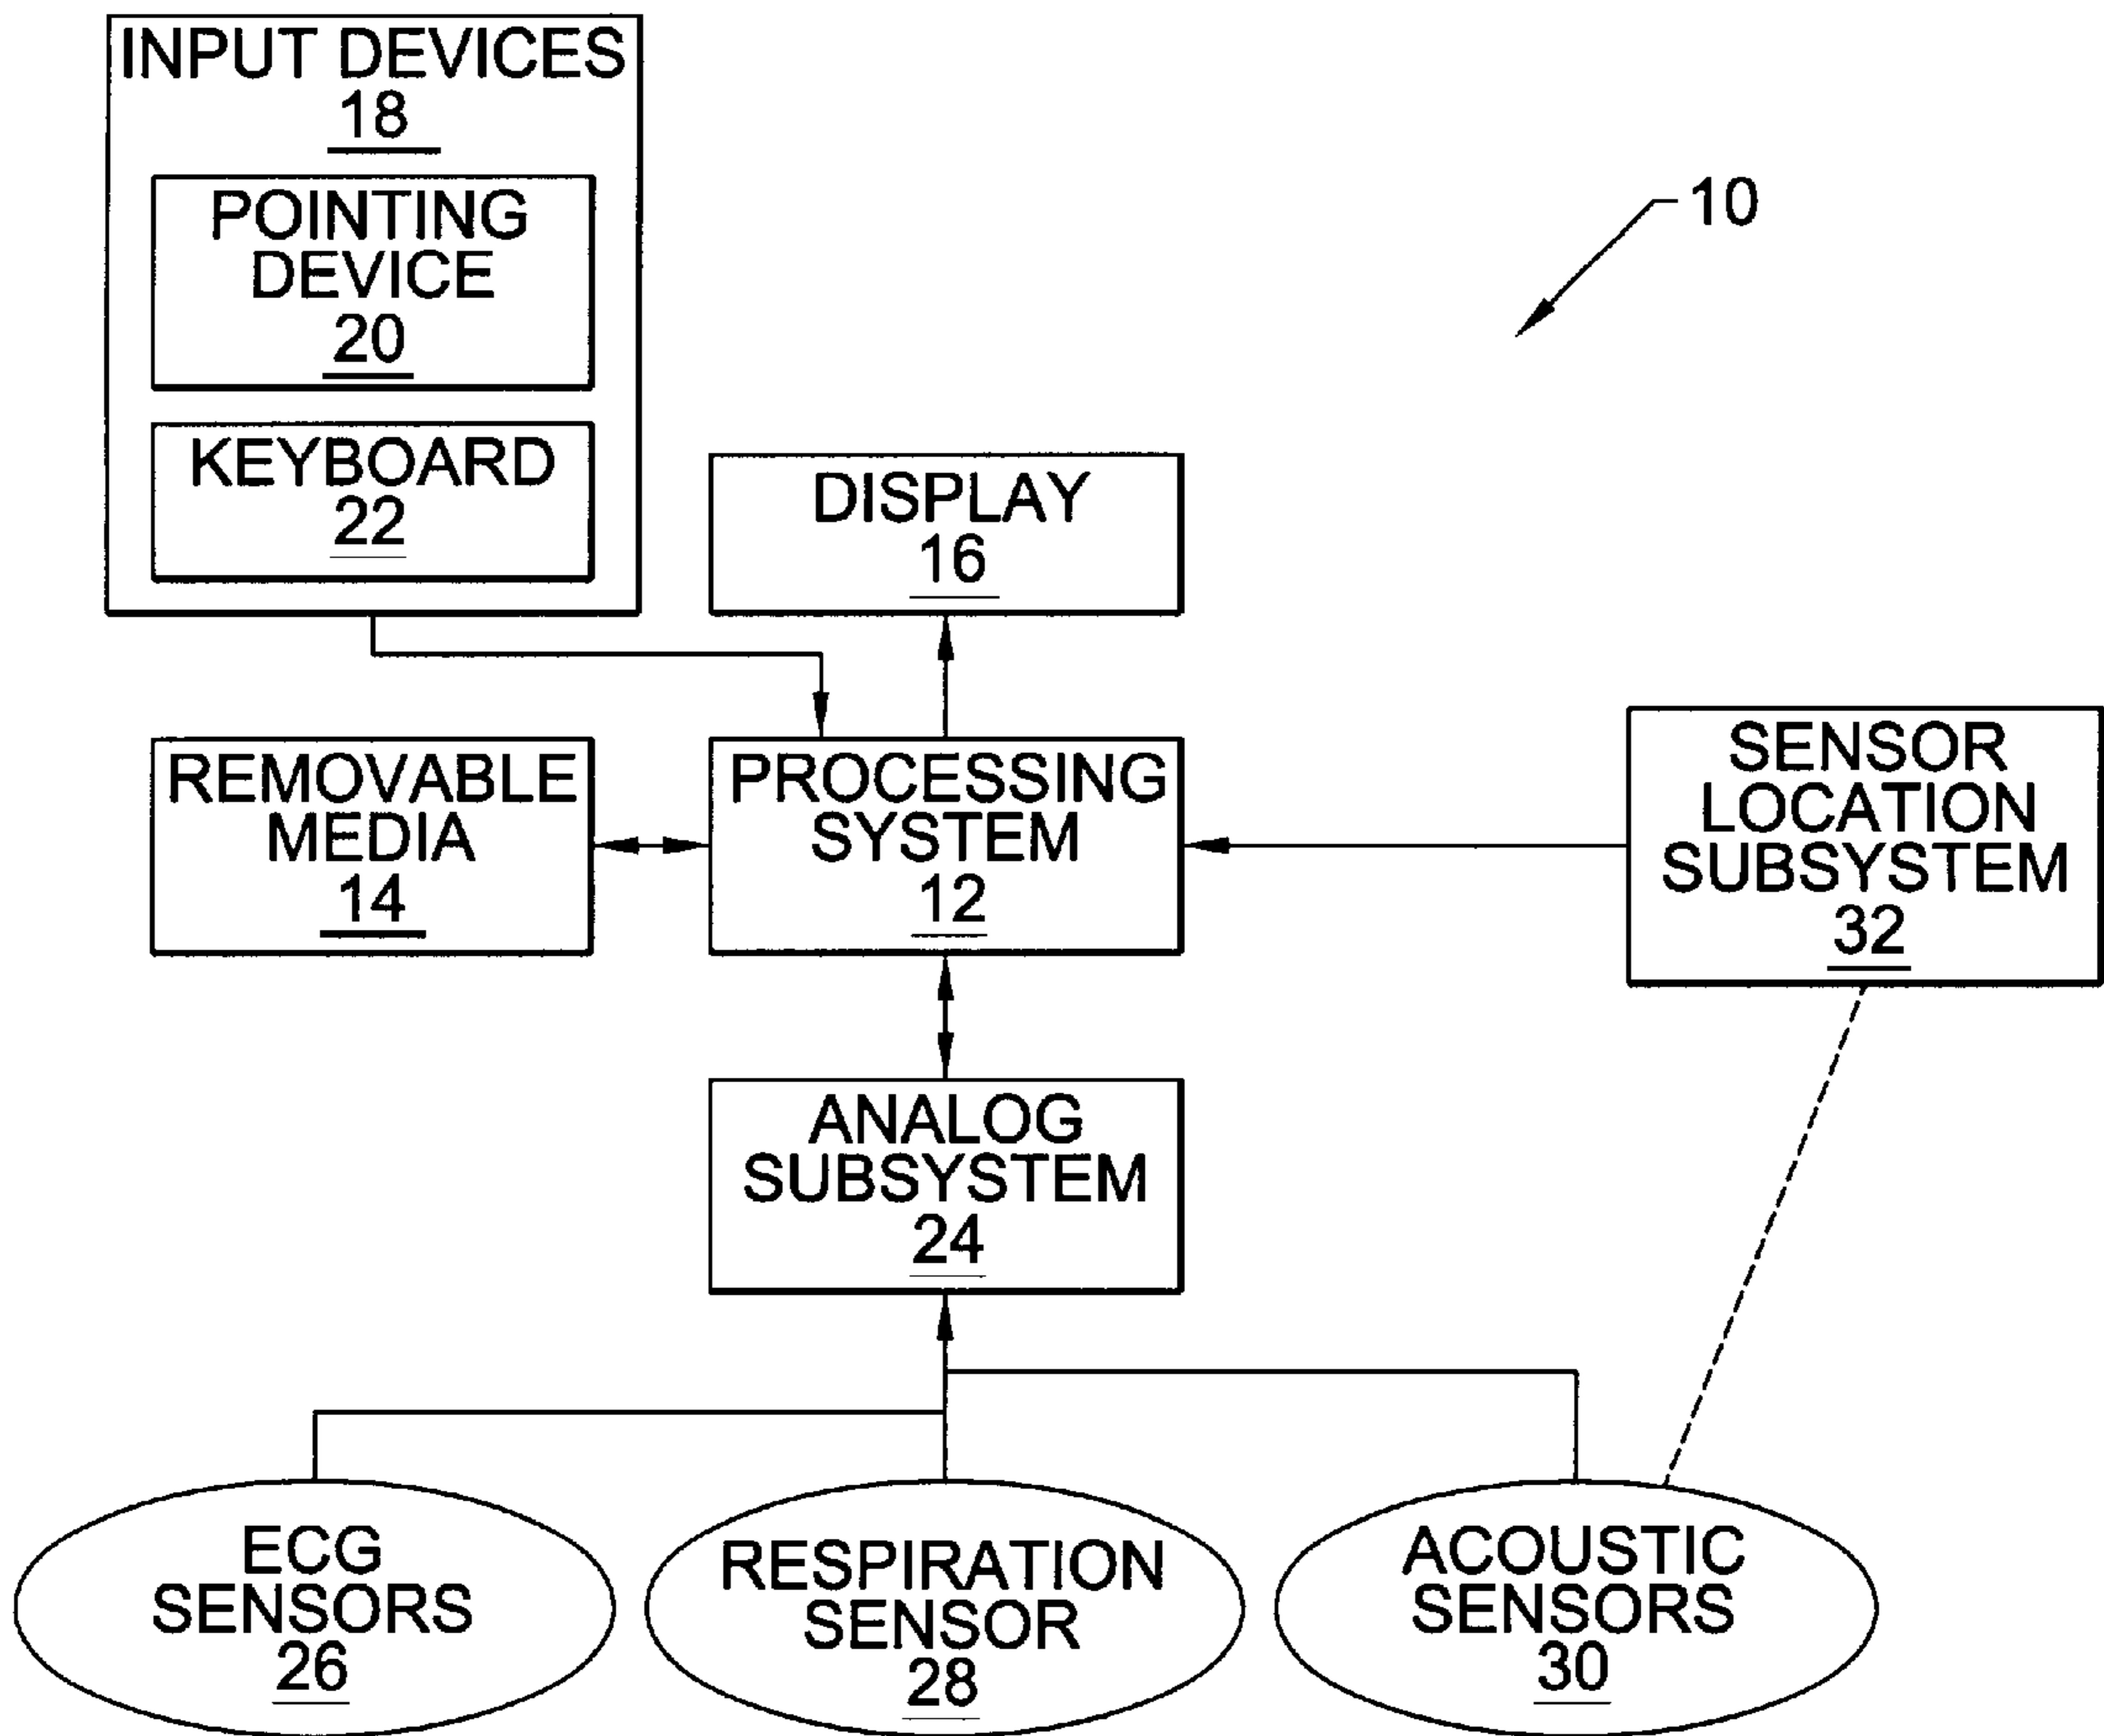 INPUT DEVICES
18
POINTING
DEVICE
20
KEYBOARD
22
10
DISPLAY
16
REMOVABLE
MEDIA
14
PROCESSING
SYSTEM
12
SENSOR
LOCATION
SUBSYSTEM
32
ANALOG
SUBSYSTEM
24
ECG
SENSORS
26
RESPIRATION
SENSOR
28
ACOUSTIC
SENSORS
30